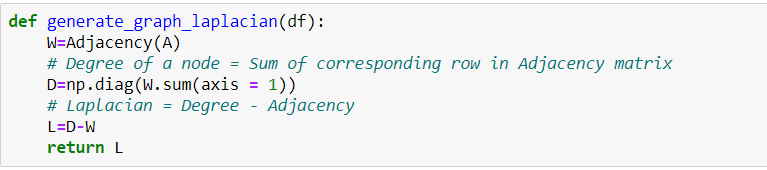 def generate_graph_laplacian(df):
    W=Adjacency(A)
    # Degree of a node = Sum of corresponding row in Adjacency matrix
    D=np.diag(W.sum(axis = 1))
    # Laplacian = Degree - Adjacency
    L=D-W
    return L